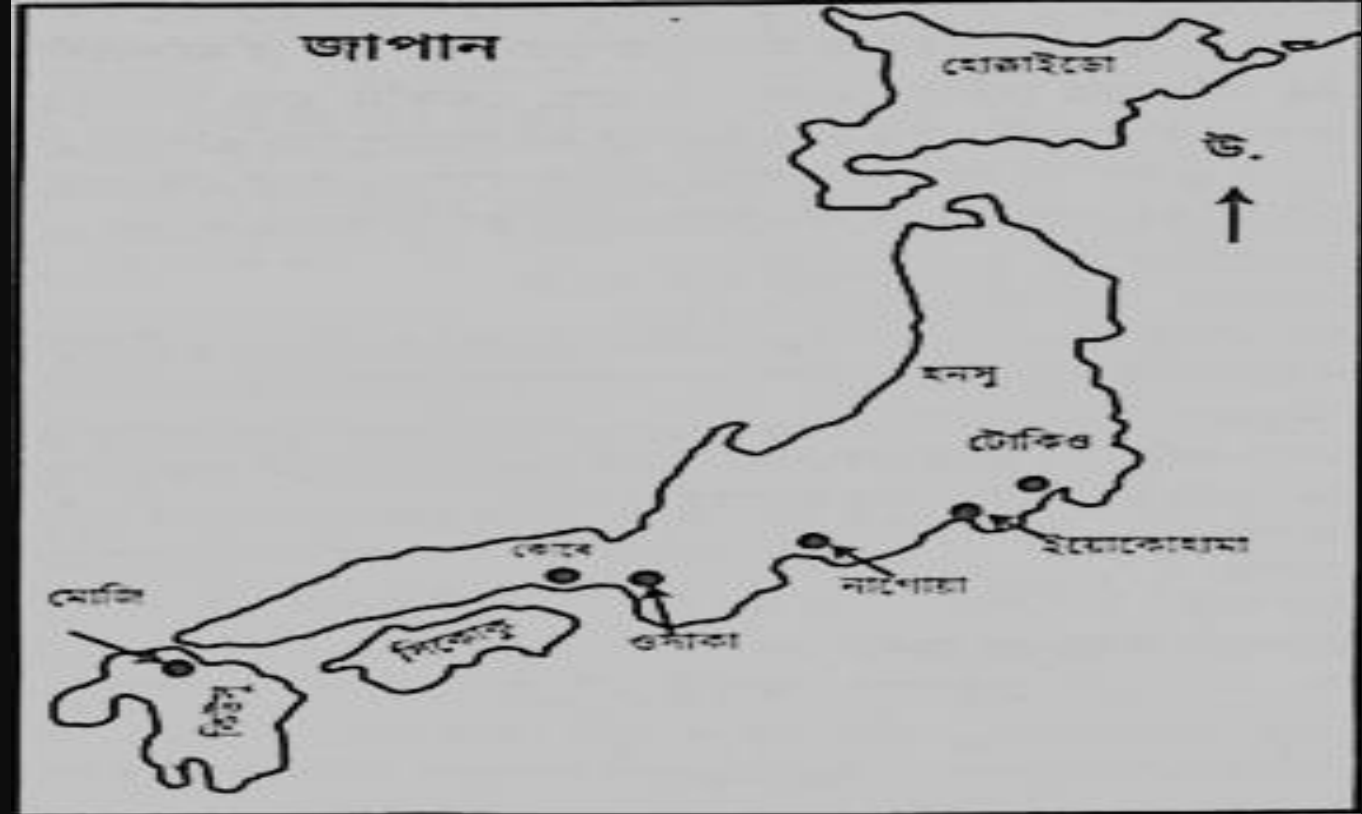 জাপান
হোক্কাইডো
উ.
হনসু
টোকিও
ইয়োকোহামা
নাগোয়া
কোবে
ওসাকা
মোজি
সিকোকু
কিউসু